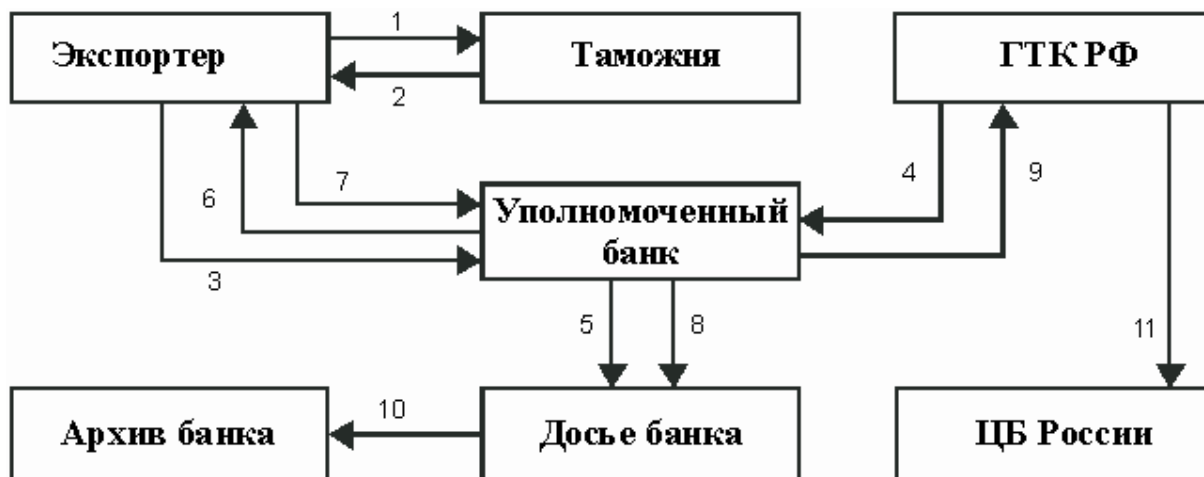 1
Экспортер
Таможня
ГТК РФ
2
6
7
4
9
Уполномоченный
банк
3
5
8
11
10
Архив банка
Досье банка
ЦБ России